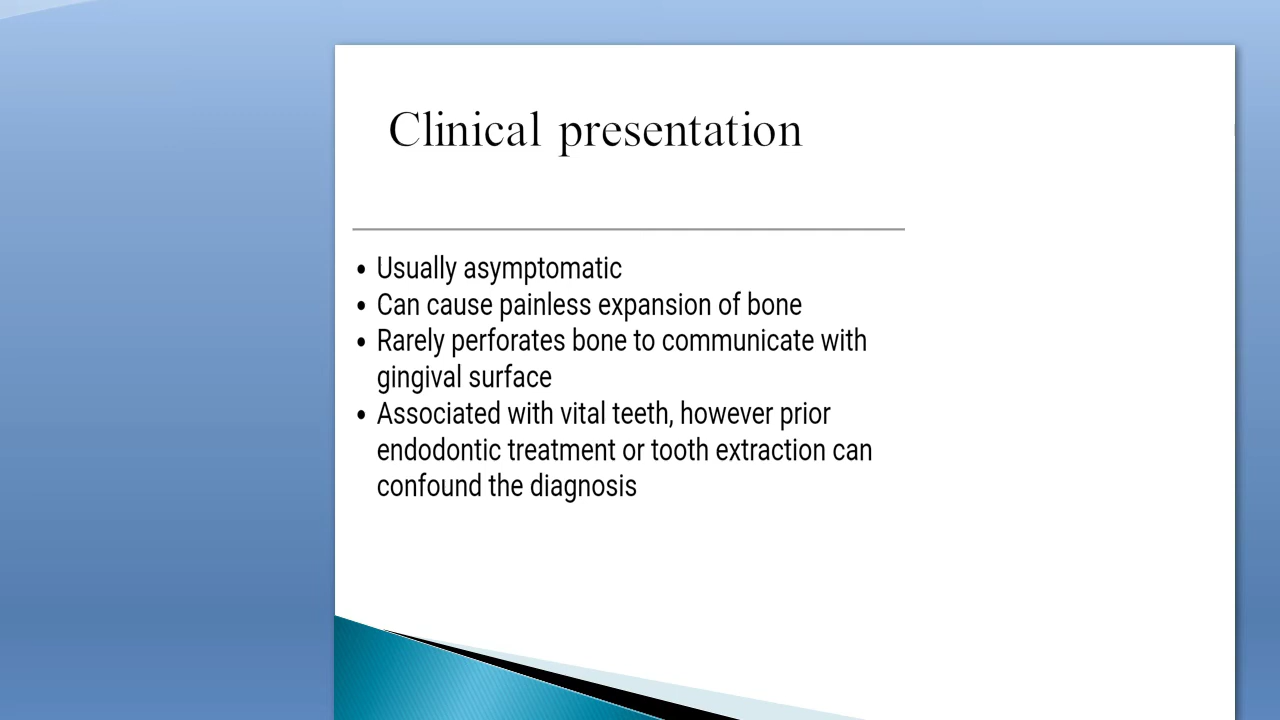 Clinical presentation
• Usually asymptomatic
• Can cause painless expansion of bone
• Rarely perforates bone to communicate with
gingival surface
• Associated with vital teeth, however prior
endodontic treatment or tooth extraction can
confound the diagnosis